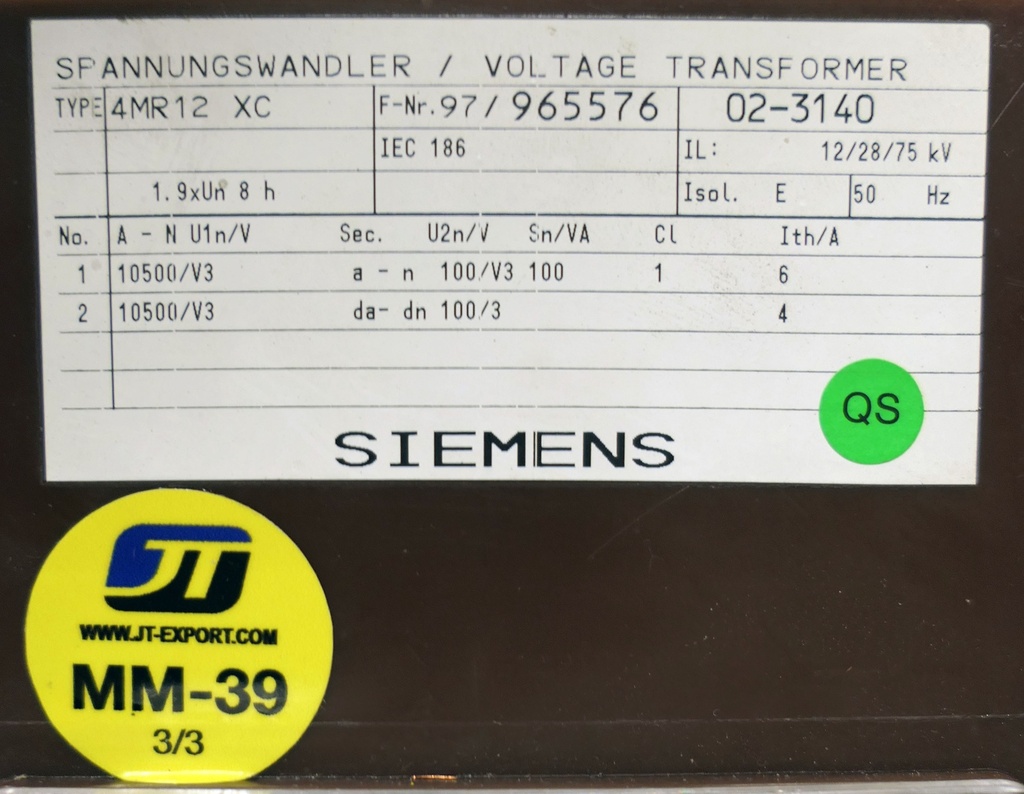 SPANNUNGSWANDLER / VOLTAGE TRANSFORMER
TYPE 4MR12 XC F-Nr. 97/ 965576 02-3140
IEC 186 IL: 12/28/75 kV
1.9xUn 8 h Isol. E 50 Hz
No. A - N U1n/V Sec. U2n/V Sn/VA Cl Ith/A
1 10500/V3 a - n 100/V3 100 1 6
2 10500/V3 da- dn 100/3 4
QS
SIEMENS
JT
WWW.JT-EXPORT.COM
MM-39
3/3